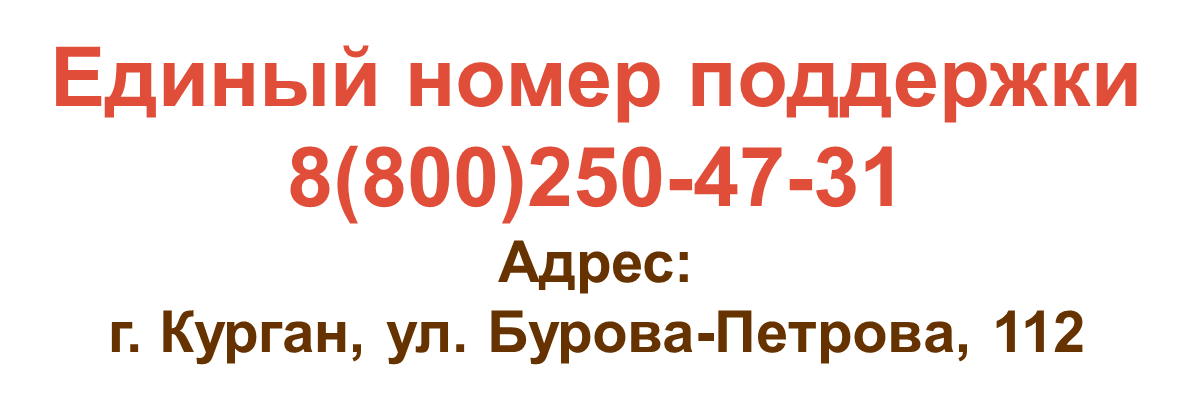 Единый номер поддержки
8(800)250-47-31
Адрес:
г. Курган, ул. Бурова-Петрова, 112